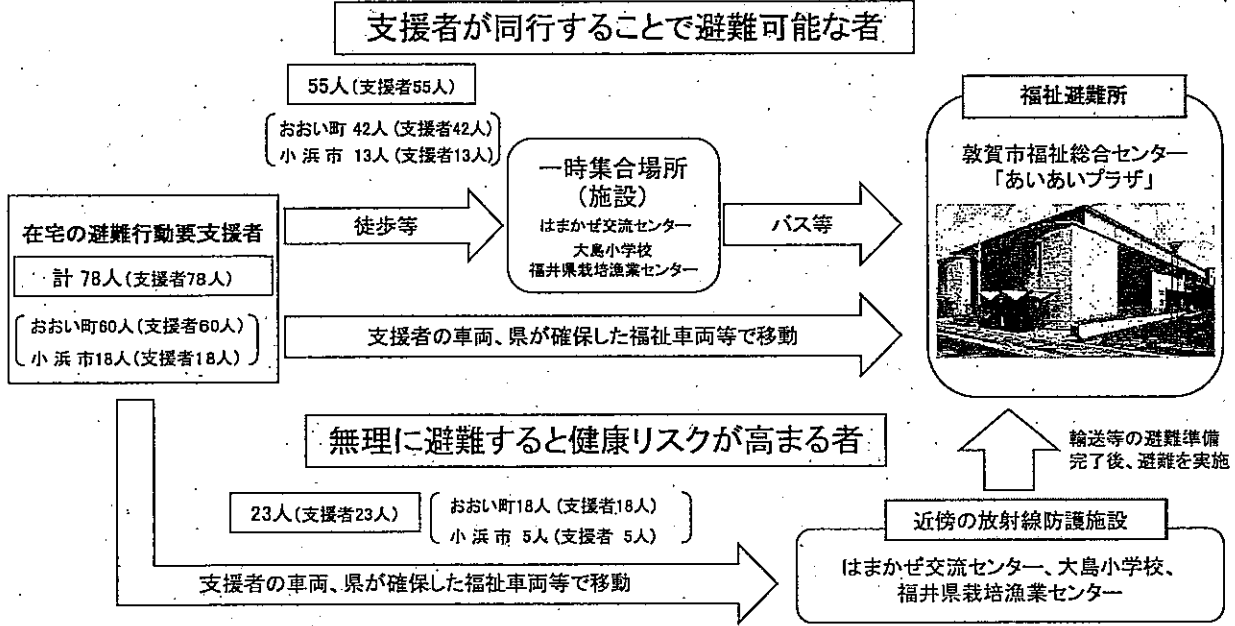 支援者が同行することで避難可能な者
55人(支援者55人)
おおい町 42人(支援者42人)
小浜市 13人(支援者13人)
在宅の避難行動要支援者
計 78人(支援者78人)
おおい町60人(支援者60人)
小浜市18人(支援者18人)
徒歩等
一時集合場所
(施設)
はまかぜ交流センター
大島小学校
福井県栽培漁業センター
バス等
支援者の車両、県が確保した福祉車両等で移動
福祉避難所
敦賀市福祉総合センター
「あいあいプラザ」
無理に避難すると健康リスクが高まる者
23人(支援者23人)
おおい町18人(支援者18人)
小浜市 5人(支援者 5人)
支援者の車両、県が確保した福祉車両等で移動
輸送等の避難準備
完了後、避難を実施
近傍の放射線防護施設
はまかぜ交流センター、大島小学校、
福井県栽培漁業センター